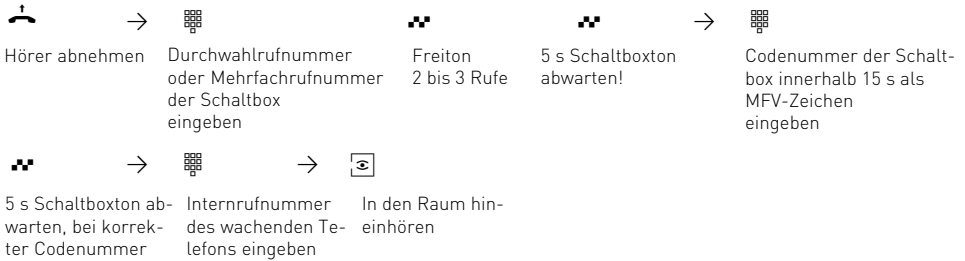 Hörer abnehmen
Durchwahlrufnummer
oder Mehrfachrufnummer
der Schaltbox
eingeben
Freiton
2 bis 3 Rufe
5 s Schaltboxton
abwarten!
Codenummer der Schalt-
box innerhalb 15 s als
MFV-Zeichen
eingeben
5 s Schaltboxton ab-
warten, bei korrek-
ter Codenummer
Internrufnummer
des wachenden Te-
lefons eingeben
In den Raum hin-
einhören